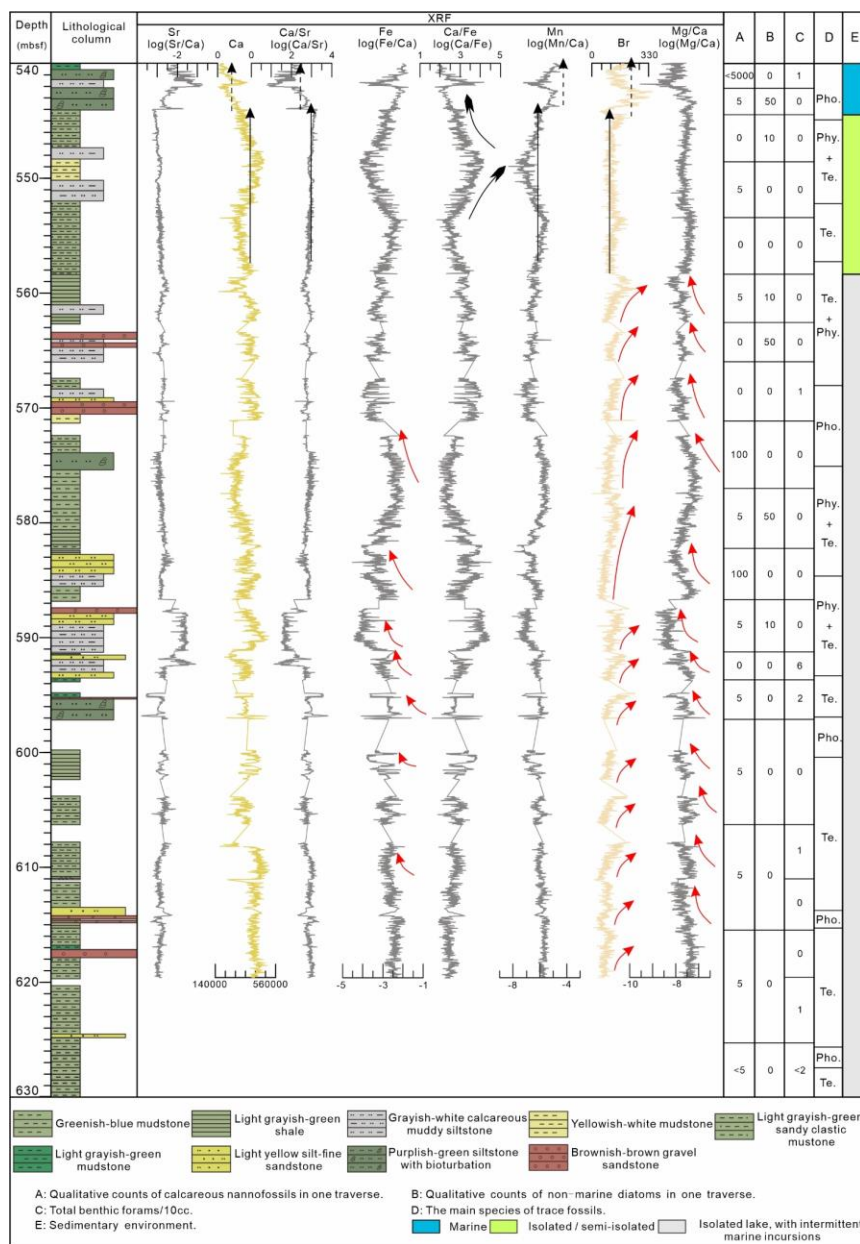 XRF
Depth
(mbsf)
Lithological
column
Sr
log(Sr/Ca)
Ca
Ca/Sr
log(Ca/Sr)
Fe
log(Fe/Ca)
Ca/Fe
log(Ca/Fe)
Mn
log(Mn/Ca)
Br
Mg/Ca
log(Mg/Ca)
A
B
C
D
E
-2
0
0
2
4
1
1
3
5
0
330
540
550
560
570
580
590
600
610
620
630
<5000
0
1
5
50
0
Pho.
0
10
0
Phy.
+
Te.
5
0
0
0
0
0
Te.
5
10
0
Te.
+
Phy.
0
50
0
0
0
1
Pho.
100
0
0
5
50
0
Phy.
+
Te.
100
0
0
5
10
0
Phy.
+
Te.
0
0
6
5
0
2
Te.
Pho.
5
0
0
Te.
5
0
1
0
Pho.
5
0
0
Te.
1
<5
0
<2
Pho.
Te.
140000
560000
-5
-3
-1
-8
-6
-4
-10
-8
Greenish-blue mudstone
Light grayish-green
shale
Grayish-white calcareous
muddy siltstone
Yellowish-white mudstone
Light grayish-green
sandy clastic
mustone
Light grayish-green
mudstone
Light yellow silt-fine
sandstone
Purplish-green siltstone
with bioturbation
Brownish-brown gravel
sandstone
A: Qualitative counts of calcareous nannofossils in one traverse.
B: Qualitative counts of non-marine diatoms in one traverse.
C: Total benthic forams/10cc.
D: The main species of trace fossils.
E: Sedimentary environment.
Marine
Isolated / semi-isolated
Isolated lake, with intermittent
marine incursions